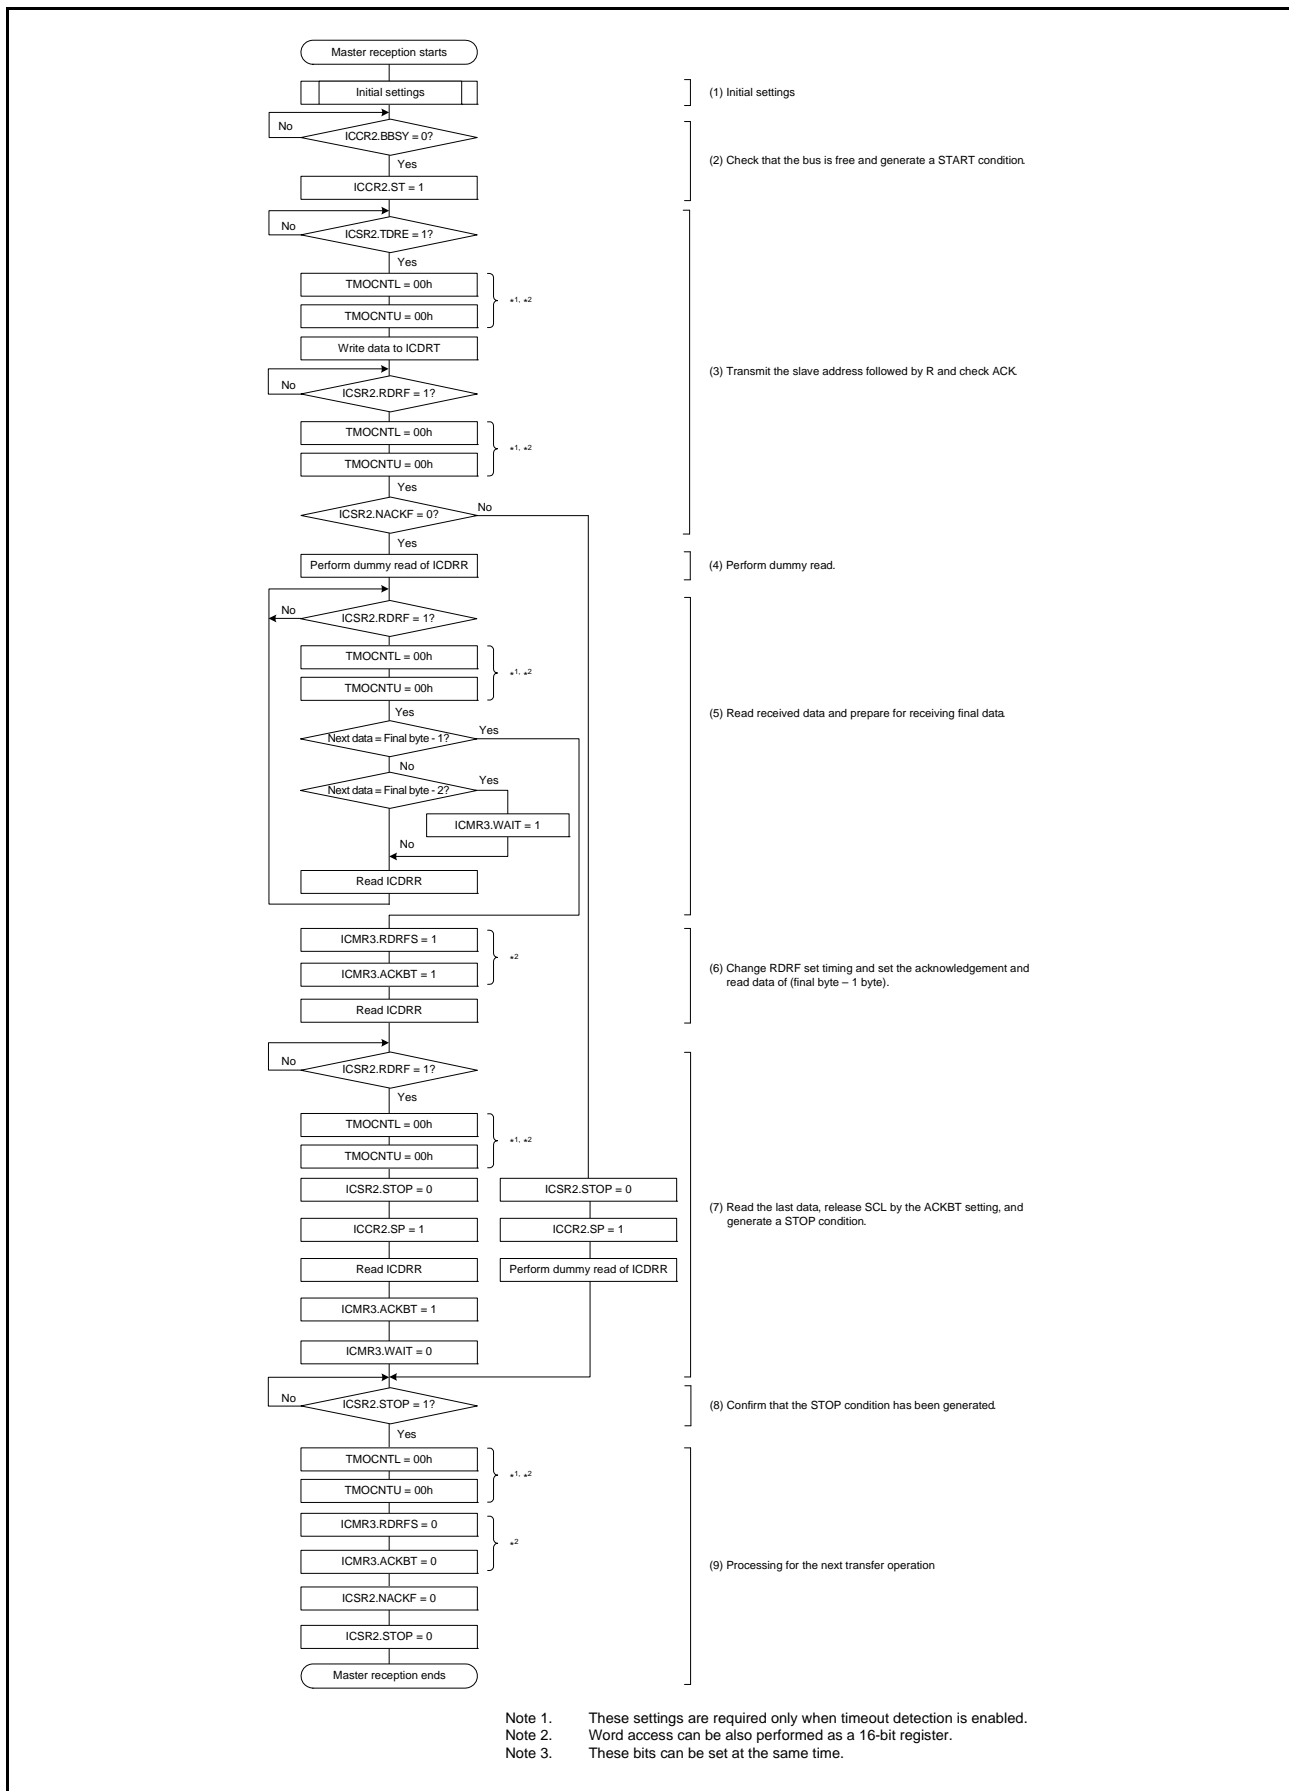 Master reception starts
Initial settings
(1) Initial settings
No
ICCR2.BBSY = 0?
Yes
(2) Check that the bus is free and generate a START condition.
ICCR2.ST = 1
No
ICSR2.TDRE = 1?
Yes
TMOCNTL = 00h
*1, *2
TMOCNTU = 00h
Write data to ICDRT
(3) Transmit the slave address followed by R and check ACK.
No
ICSR2.RDRF = 1?
TMOCNTL = 00h
*1, *2
TMOCNTU = 00h
Yes
ICSR2.NACKF = 0?
No
Yes
Perform dummy read of ICDRR
(4) Perform dummy read.
No
ICSR2.RDRF = 1?
TMOCNTL = 00h
*1, *2
TMOCNTU = 00h
Yes
(5) Read received data and prepare for receiving final data.
Next data = Final byte - 1?
Yes
No
Next data = Final byte - 2?
Yes
ICMR3.WAIT = 1
No
Read ICDRR
ICMR3.RDRFS = 1
*2
ICMR3.ACKBT = 1
(6) Change RDRF set timing and set the acknowledgement and
read data of (final byte – 1 byte).
Read ICDRR
No
ICSR2.RDRF = 1?
Yes
TMOCNTL = 00h
*1, *2
TMOCNTU = 00h
ICSR2.STOP = 0
ICSR2.STOP = 0
(7) Read the last data, release SCL by the ACKBT setting, and
generate a STOP condition.
ICCR2.SP = 1
ICCR2.SP = 1
Read ICDRR
Perform dummy read of ICDRR
ICMR3.ACKBT = 1
ICMR3.WAIT = 0
No
ICSR2.STOP = 1?
(8) Confirm that the STOP condition has been generated.
Yes
TMOCNTL = 00h
*1, *2
TMOCNTU = 00h
ICMR3.RDRFS = 0
*2
ICMR3.ACKBT = 0
(9) Processing for the next transfer operation
ICSR2.NACKF = 0
ICSR2.STOP = 0
Master reception ends
Note 1. These settings are required only when timeout detection is enabled.
Note 2. Word access can be also performed as a 16-bit register.
Note 3. These bits can be set at the same time.